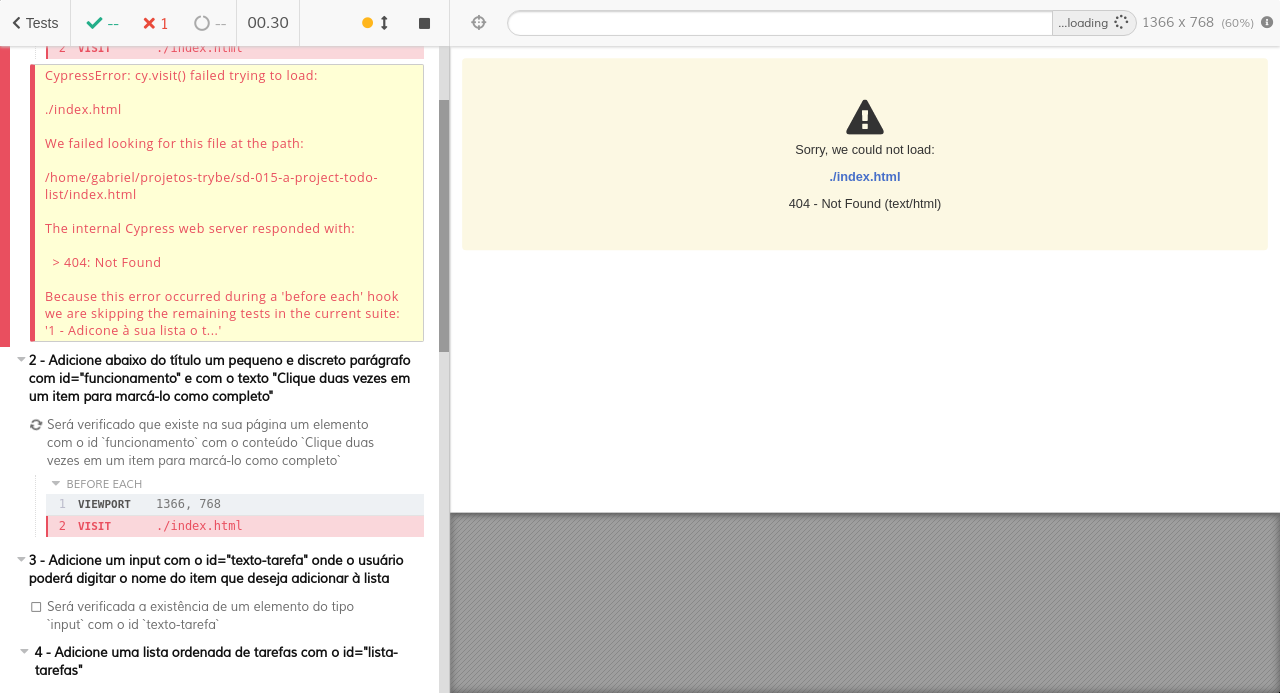 Tests
--
1
--
00.30
...loading
1366 x 768 (60%)
2 VISIT ./index.html
CypressError: cy.visit() failed trying to load:
./index.html
We failed looking for this file at the path:
/home/gabriel/projetos-trybe/sd-015-a-project-todo-
list/index.html
The internal Cypress web server responded with:
> 404: Not Found
Because this error occurred during a 'before each' hook
we are skipping the remaining tests in the current suite:
'1 - Adicone à sua lista o t...'
2 - Adicione abaixo do título um pequeno e discreto parágrafo
com id="funcionamento" e com o texto "Clique duas vezes em
um item para marcá-lo como completo"
Será verificado que existe na sua página um elemento
com o id `funcionamento` com o conteúdo `Clique duas
vezes em um item para marcá-lo como completo`
BEFORE EACH
1 VIEWPORT 1366, 768
2 VISIT ./index.html
3 - Adicione um input com o id="texto-tarefa" onde o usuário
poderá digitar o nome do item que deseja adicionar à lista
Será verificada a existência de um elemento do tipo
`input` com o id `texto-tarefa`
4 - Adicione uma lista ordenada de tarefas com o id="lista-
tarefas"
Sorry, we could not load:
./index.html
404 - Not Found (text/html)